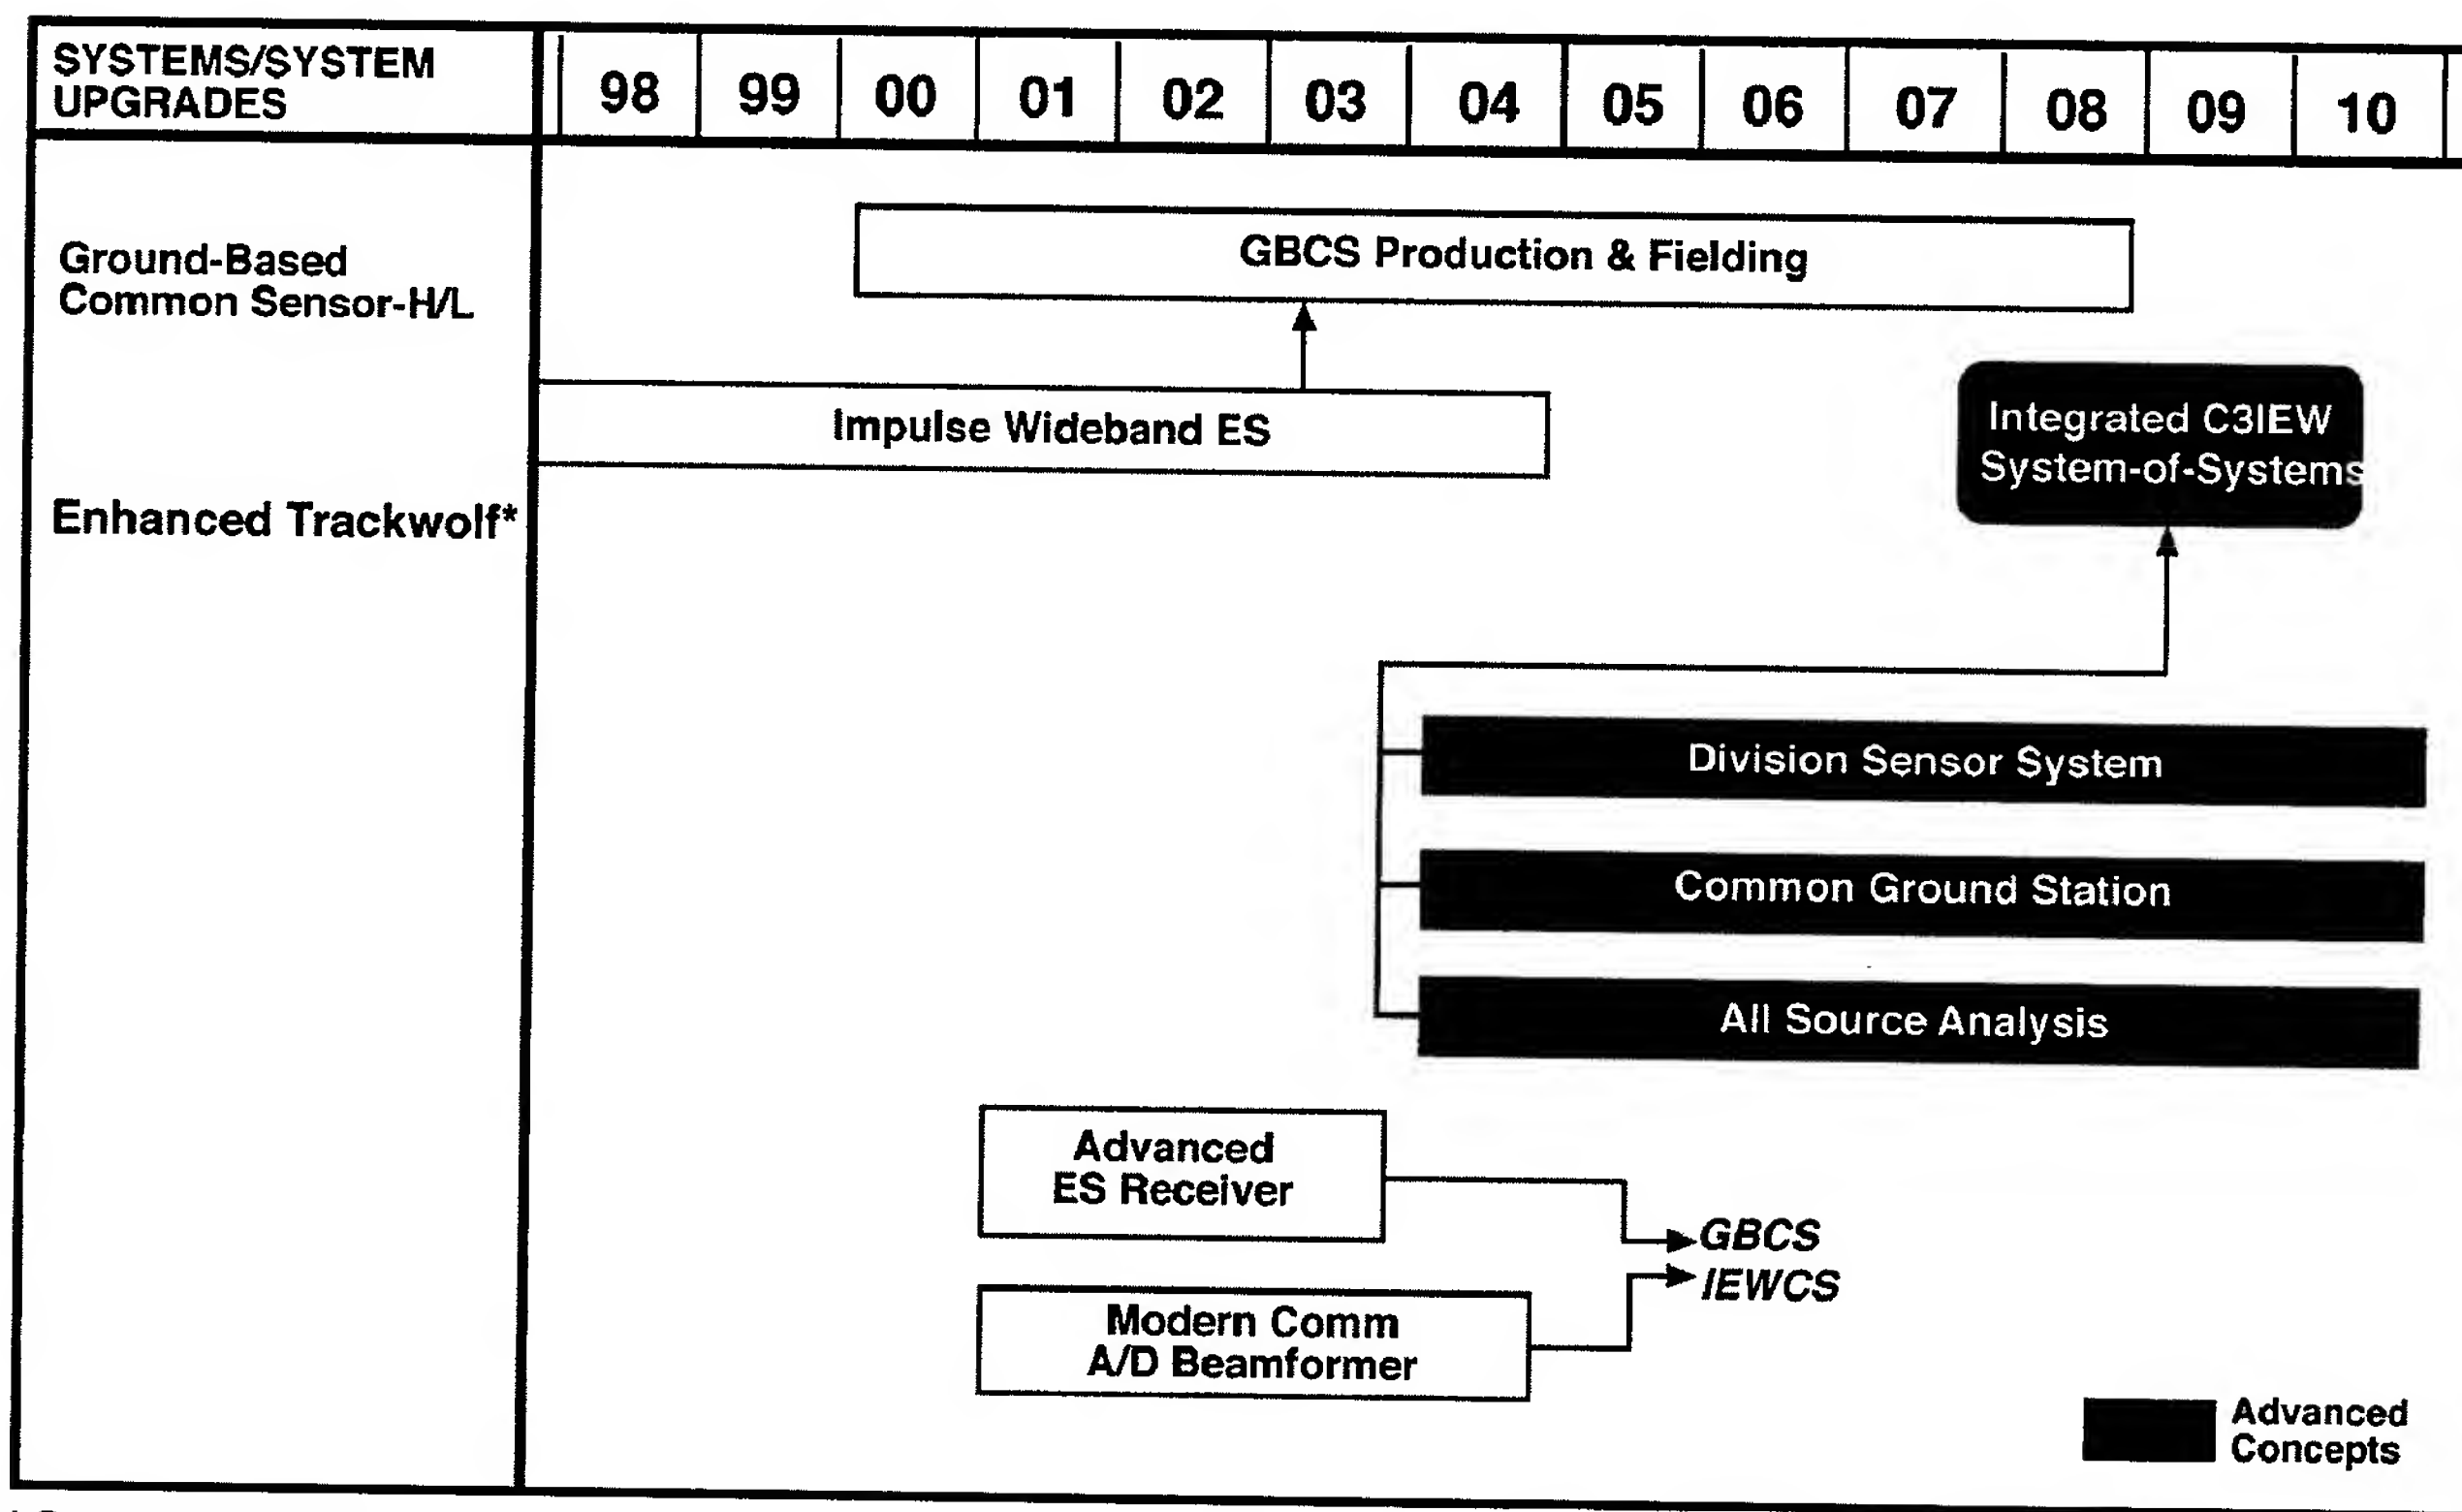 SYSTEMS/SYSTEM
UPGRADES
98 99 00 01 02 03 04 05 06 07 08 09 10
Ground-Based
Common Sensor-H/L
GBCS Production & Fielding
Impulse Wideband ES
Integrated C3IEW
System-of-Systems
Enhanced Trackwolf*
Division Sensor System
Common Ground Station
All Source Analysis
Advanced
ES Receiver
GBCS
IEWCS
Modern Comm
A/D Beamformer
Advanced
Concepts